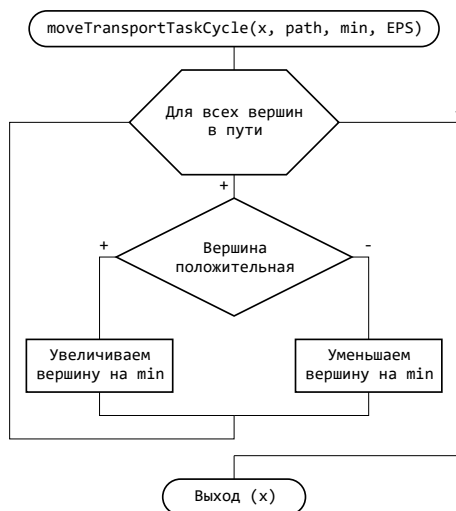 moveTransportTaskCycle(x, path, min, EPS)
Для всех вершин
в пути
-
+
Вершина
положительная
+
-
Увеличиваем
вершину на min
Уменьшаем
вершину на min
Выход (x)